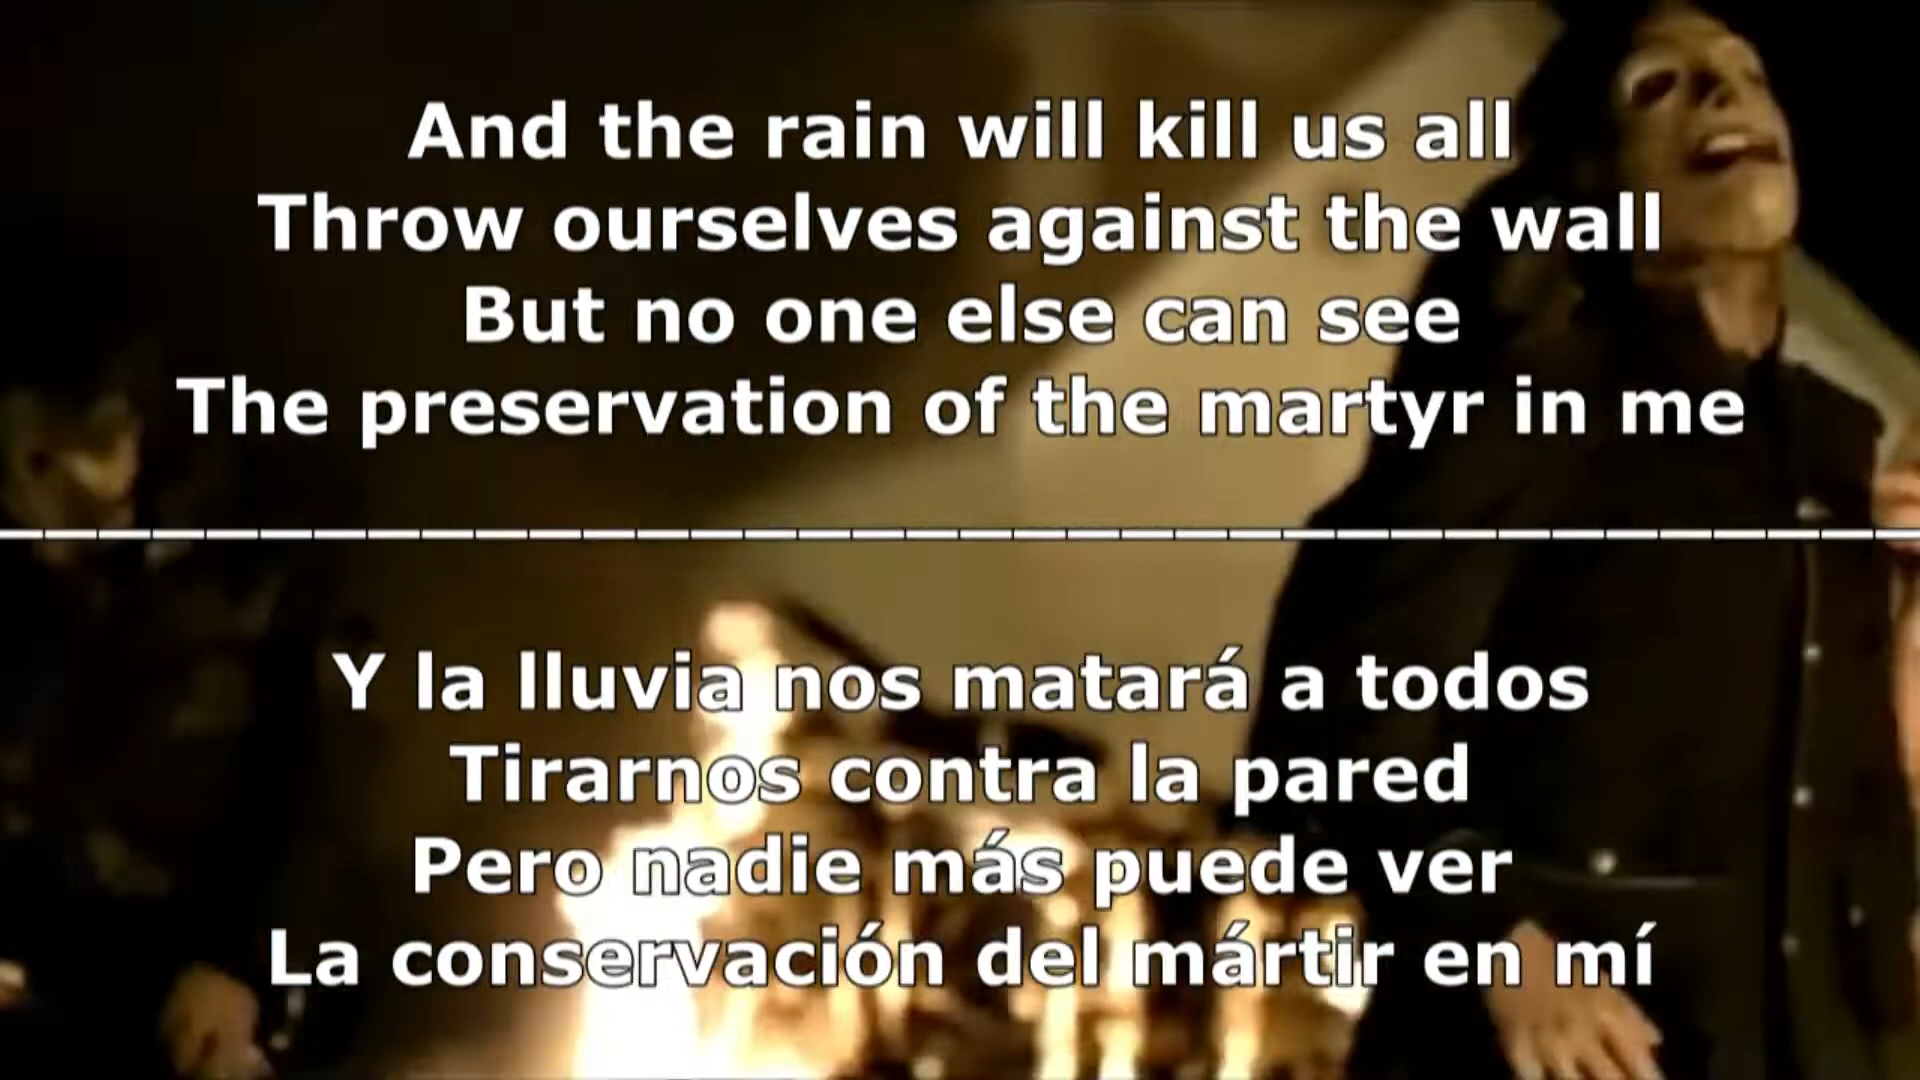 And the rain will kill us all
Throw ourselves against the wall
But no one else can see
The preservation of the martyr in me
Y la lluvia nos matará a todos
Tirarnos contra la pared
Pero nadie más puede ver
La conservación del mártir en mí